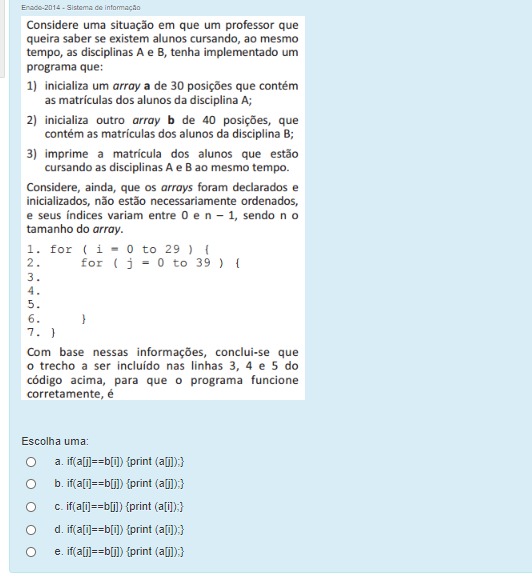 Enade-2014 - Sistema de Informação
Considere uma situação em que um professor que
queira saber se existem alunos cursando, ao mesmo
tempo, as disciplinas A e B, tenha implementado um
programa que:
1) inicializa um array a de 30 posições que contém
as matrículas dos alunos da disciplina A;
2) inicializa outro array b de 40 posições, que
contém as matrículas dos alunos da disciplina B;
3) imprime a matrícula dos alunos que estão
cursando as disciplinas A e B ao mesmo tempo.
Considere, ainda, que os arrays foram declarados e
inicializados, não estão necessariamente ordenados,
e seus índices variam entre 0 e n – 1, sendo n o
tamanho do array.
1. for ( i = 0 to 29 ) {
2. for ( j = 0 to 39 ) {
3.
4.
5.
6. }
7. }
Com base nessas informações, conclui-se que
o trecho a ser incluído nas linhas 3, 4 e 5 do
código acima, para que o programa funcione
corretamente, é
Escolha uma:
a. if(a[j]==b[i]) {print (a[j]);}
b. if(a[i]==b[j]) {print (a[j]);}
c. if(a[i]==b[j]) {print (a[i]);}
d. if(a[i]==b[i]) {print (a[i]);}
e. if(a[j]==b[j]) {print (a[j]);}